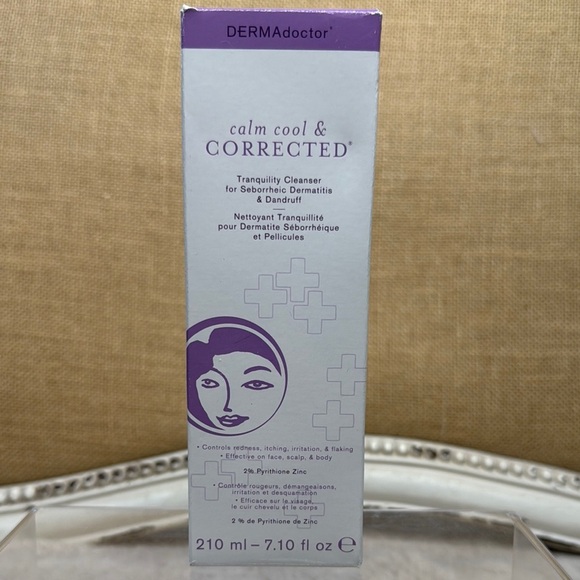 DERMAdoctor®
calm cool &
CORRECTED®
Tranquility Cleanser
for Seborrheic Dermatitis
& Dandruff
Nettoyant Tranquillité
pour Dermatite Séborrhéique
et Pellicules
• Controls redness, itching, irritation, & flaking
• Effective on face, scalp, & body
2% Pyrithione Zinc
• Contrôle rougeurs, démangeaisons,
irritation et desquamation
• Efficace sur le visage,
le cuir chevelu et le corps
2 % de Pyrithione de Zinc
210 ml – 7.10 fl oz ℮